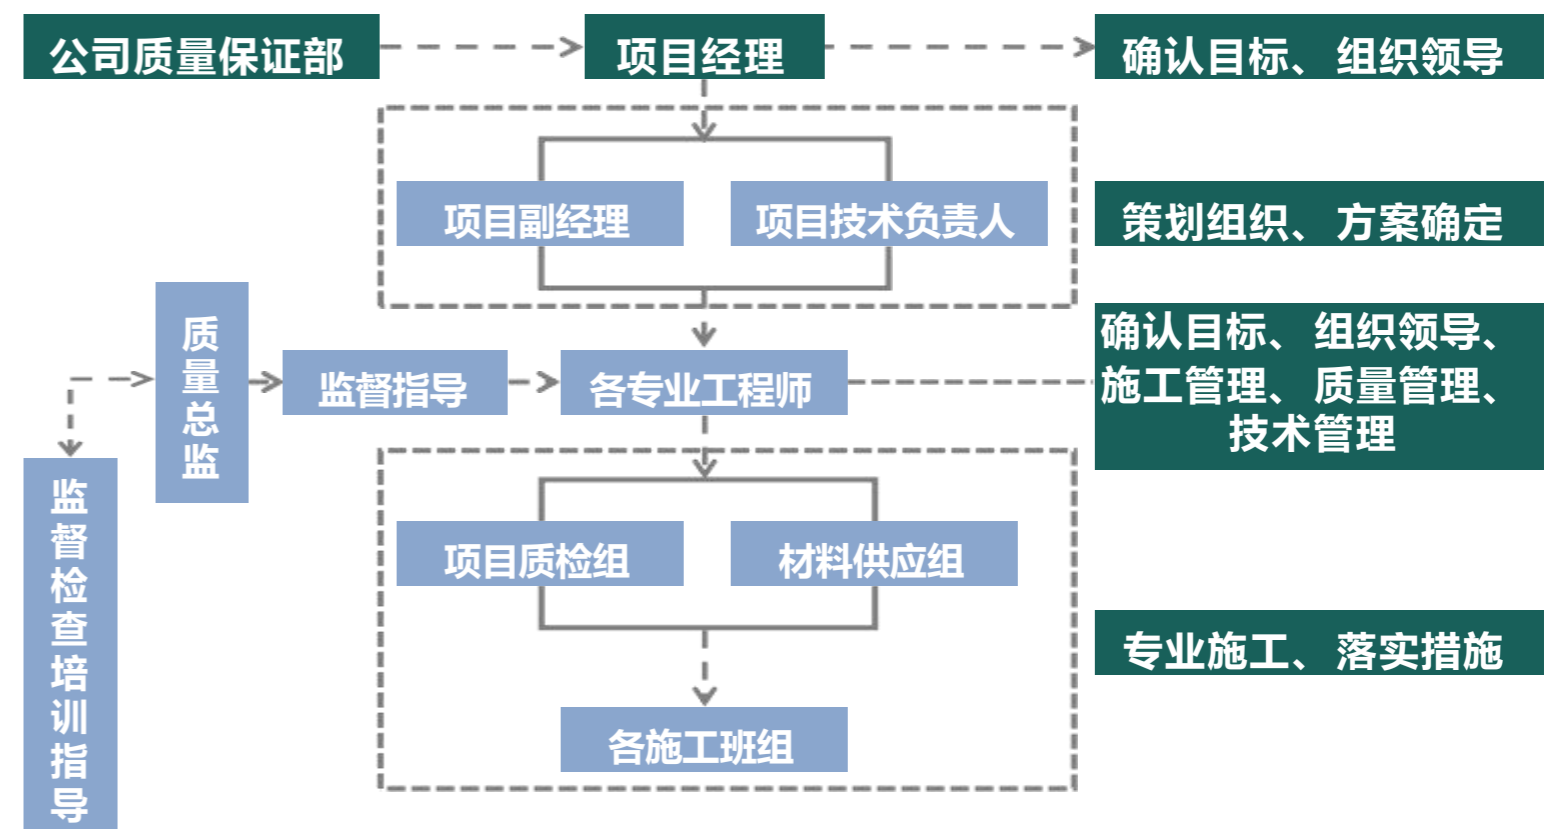 公司质量保证部
项目经理
确认目标、组织领导
项目副经理
项目技术负责人
策划组织、方案确定
质量总监
监督指导
各专业工程师
确认目标、组织领导、
施工管理、质量管理、
技术管理
监督检查培训指导
项目质检组
材料供应组
专业施工、落实措施
各施工班组